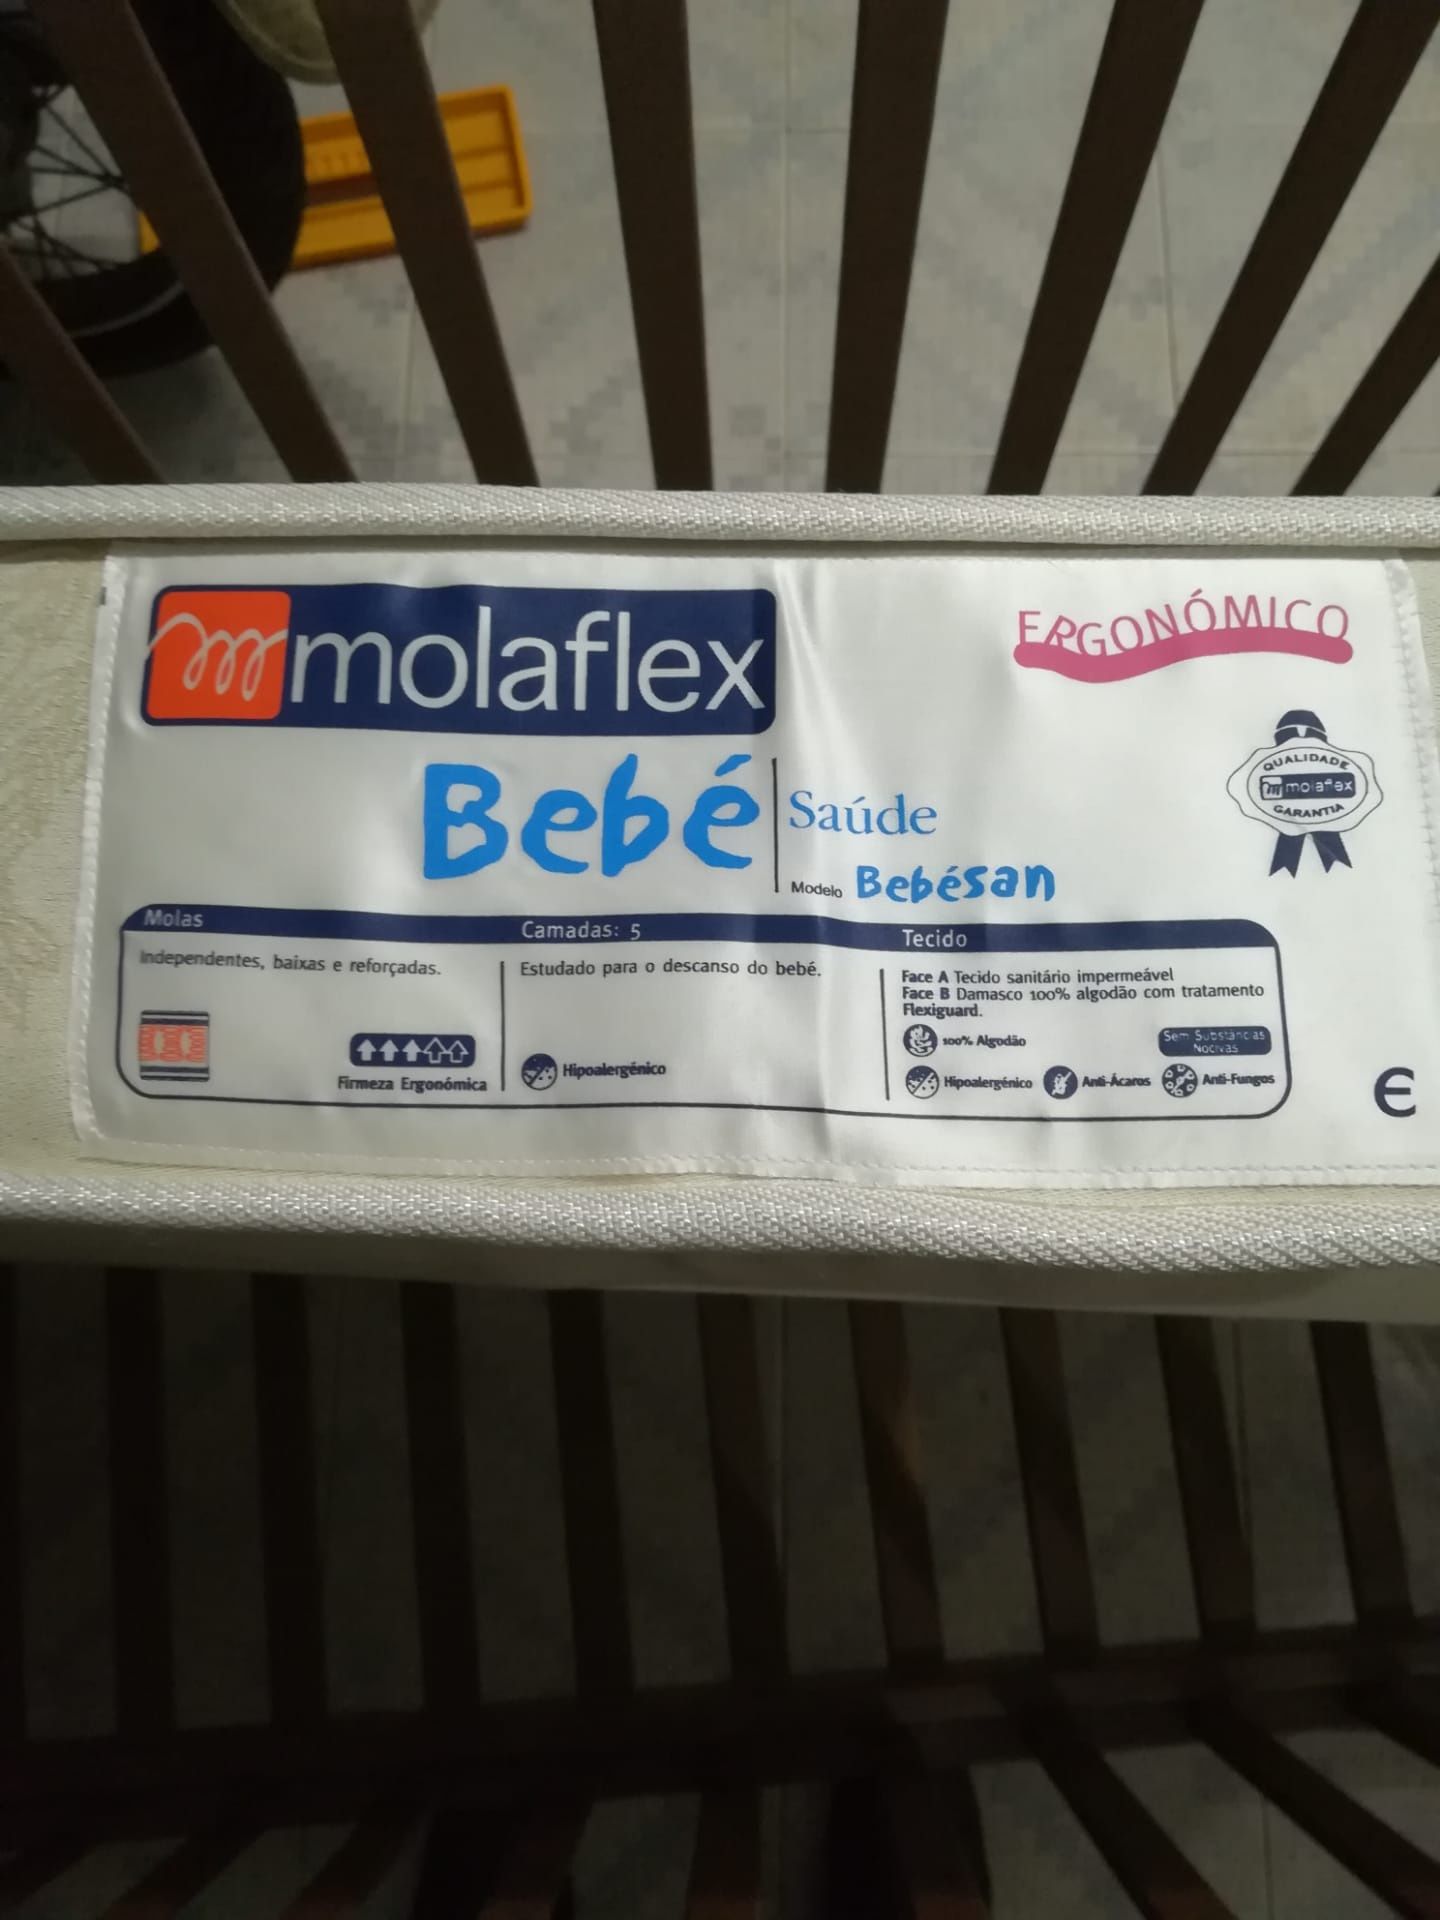 molaflex
ERGONÓMICO
Bebé
Saúde
Modelo Bebésan
QUALIDADE
molaflex
GARANTIA
Molas
Independentes, baixas e reforçadas.
Firmeza Ergonómica
Camadas: 5
Estudado para o descanso do bebé.
Hipoalergénico
Tecido
Face A Tecido sanitário impermeável
Face B Damasco 100% algodão com tratamento
Flexiguard.
100% Algodão
Sem Substâncias
Nocivas
Hipoalergénico
Anti-Ácaros
Anti-Fungos
Є